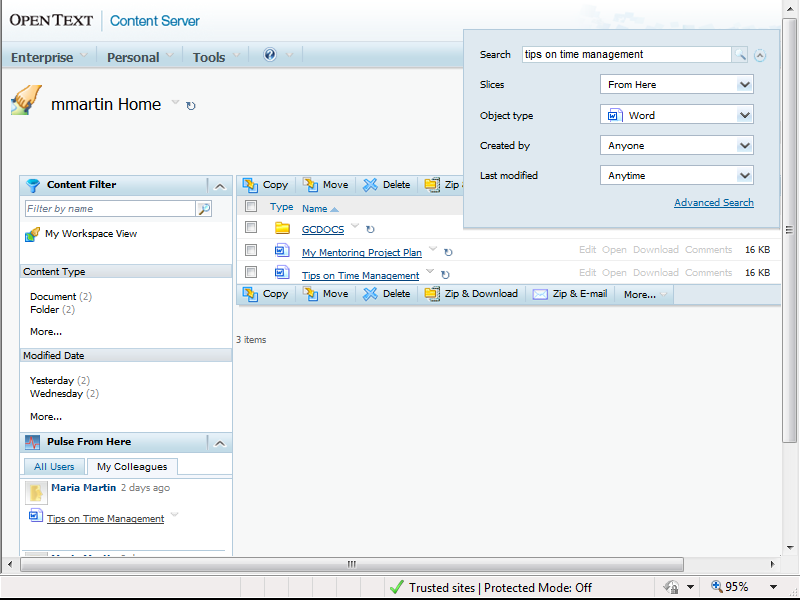 OPEN TEXT | Content Server
Enterprise Personal Tools
mmartin Home
Search tips on time management
Slices From Here
Object type Word
Created by Anyone
Last modified Anytime
Advanced Search
Content Filter
Filter by name
My Workspace View
Content Type
Document (2)
Folder (2)
More...
Modified Date
Yesterday (2)
Wednesday (2)
More...
Pulse From Here
All Users My Colleagues
Maria Martin 2 days ago
Tips on Time Management
Copy Move Delete Zip
Type Name
GCDOCS
My Mentoring Project Plan Edit Open Download Comments 16 KB
Tips on Time Management Edit Open Download Comments 16 KB
Copy Move Delete Zip & Download Zip & E-mail More...
3 items
Trusted sites | Protected Mode: Off 95%